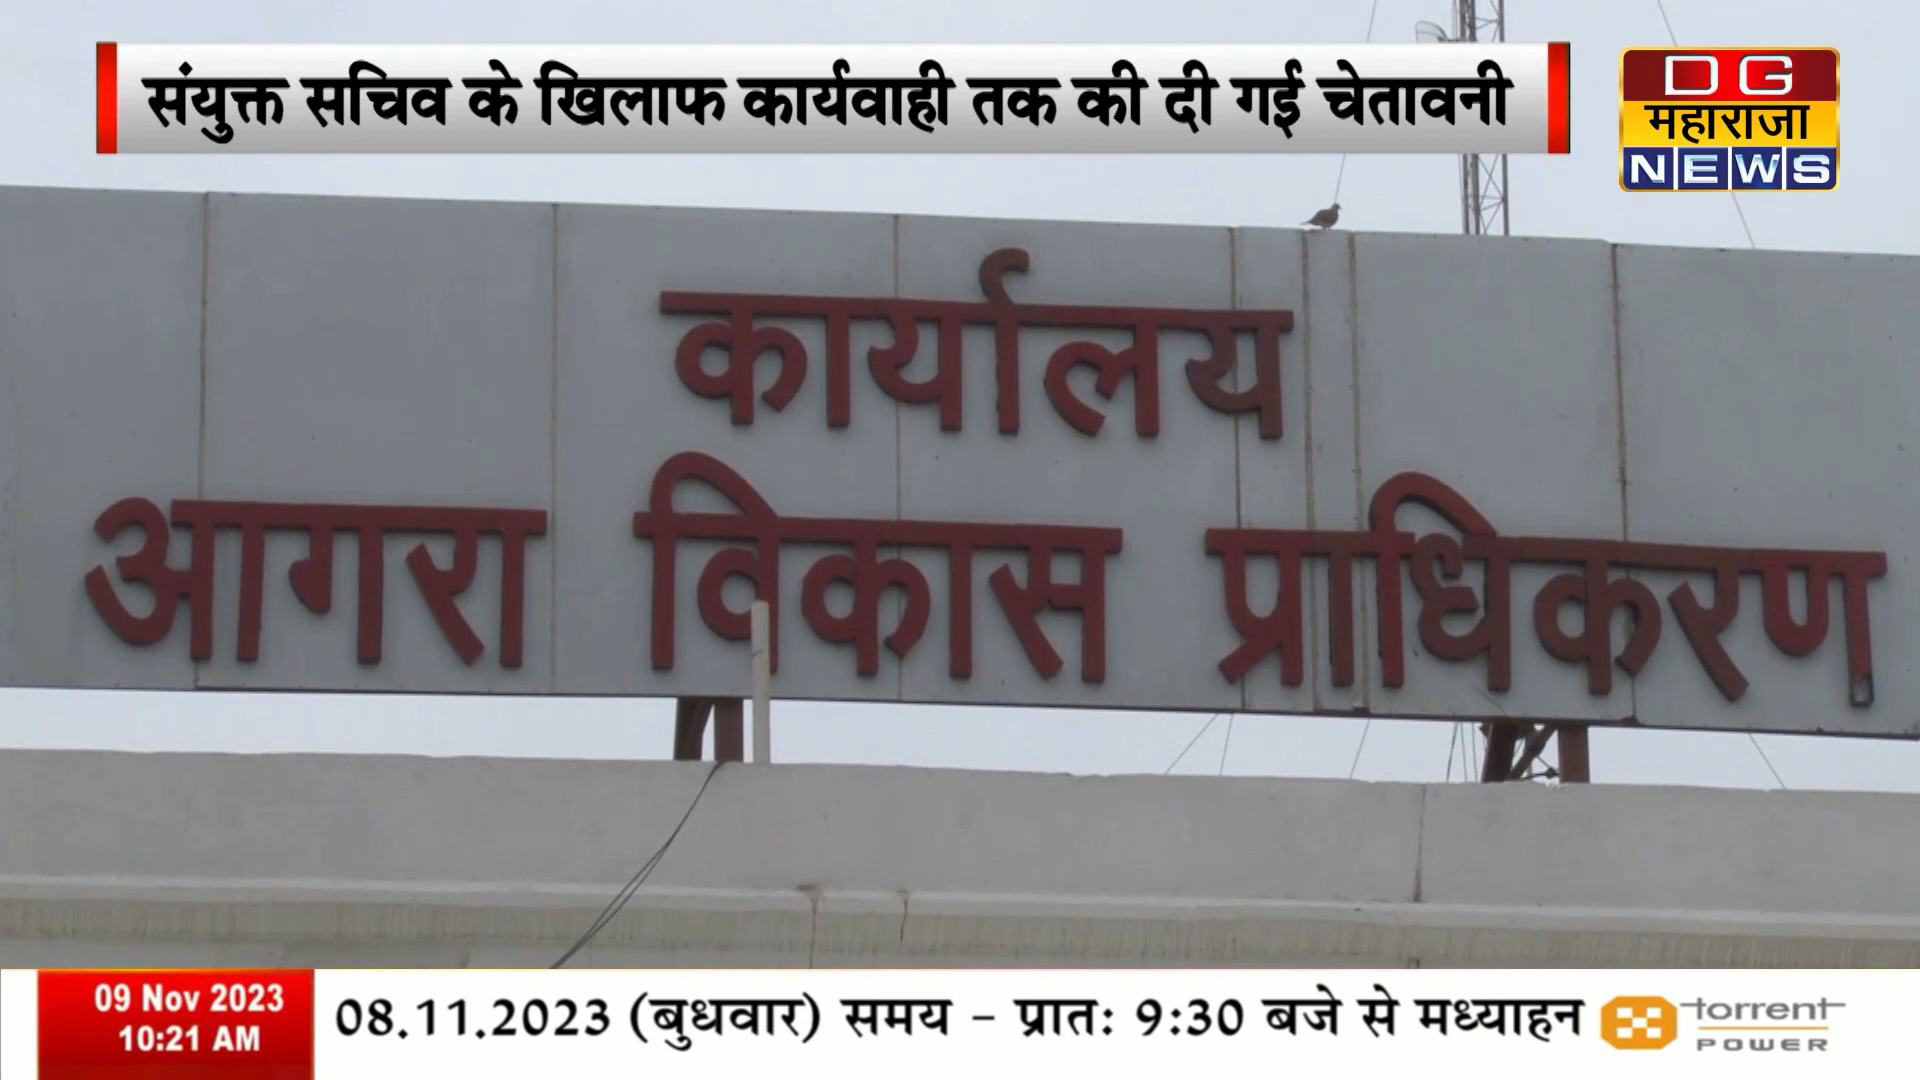 संयुक्त सचिव के खिलाफ कार्यवाही तक की दी गई चेतावनी
DG
महाराजा
NEWS
कार्यालय
आगरा विकास प्राधिकरण
09 Nov 2023
10:21 AM
08.11.2023 (बुधवार) समय - प्रातः 9:30 बजे से मध्याहन
torrent
POWER